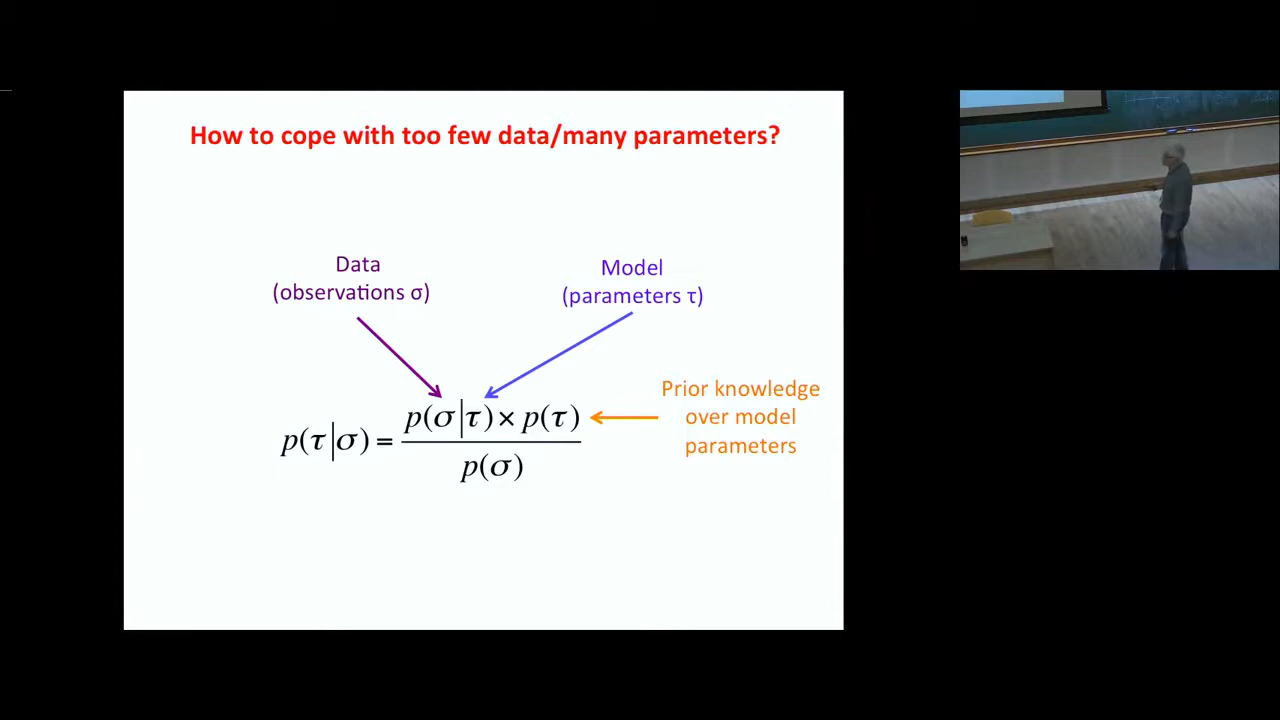 How to cope with too few data/many parameters?
Data
(observations σ)
Model
(parameters τ)
Prior knowledge
over model
parameters
p(τ|σ) = p(σ|τ) × p(τ) / p(σ)